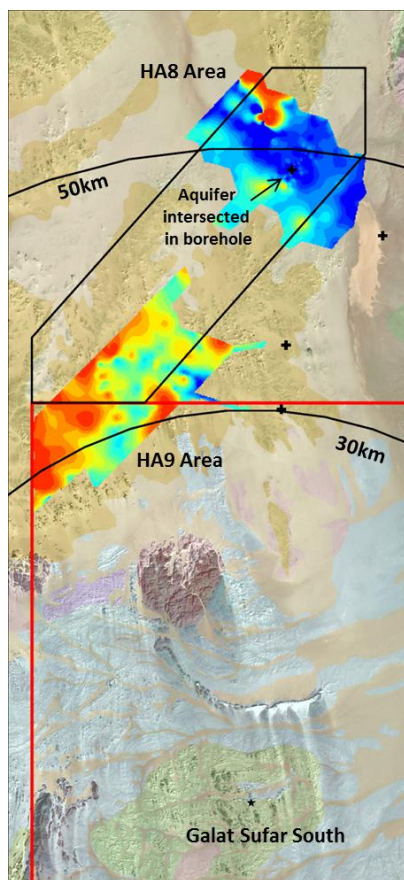 HA8 Area
50km
Aquifer
intersected
in borehole
30km
HA9 Area
Galat Sufar South